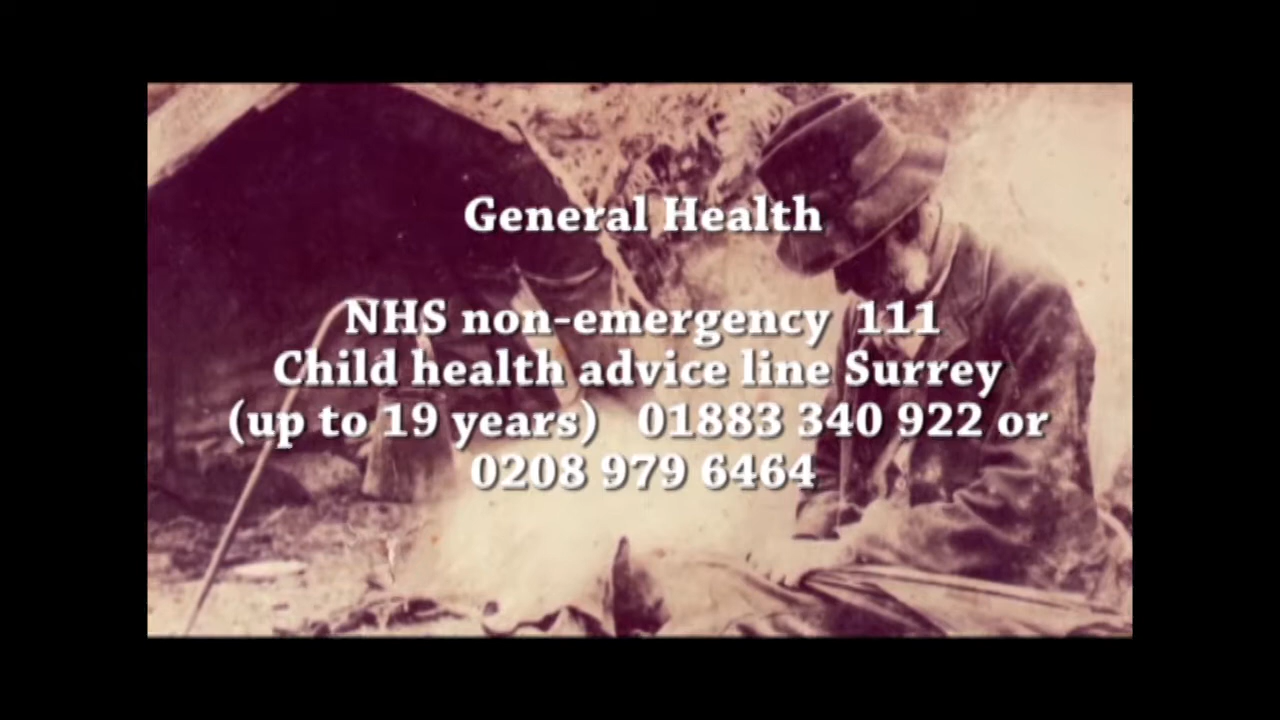 General Health
NHS non-emergency 111
Child health advice line Surrey
(up to 19 years) 01883 340 922 or
0208 979 6464